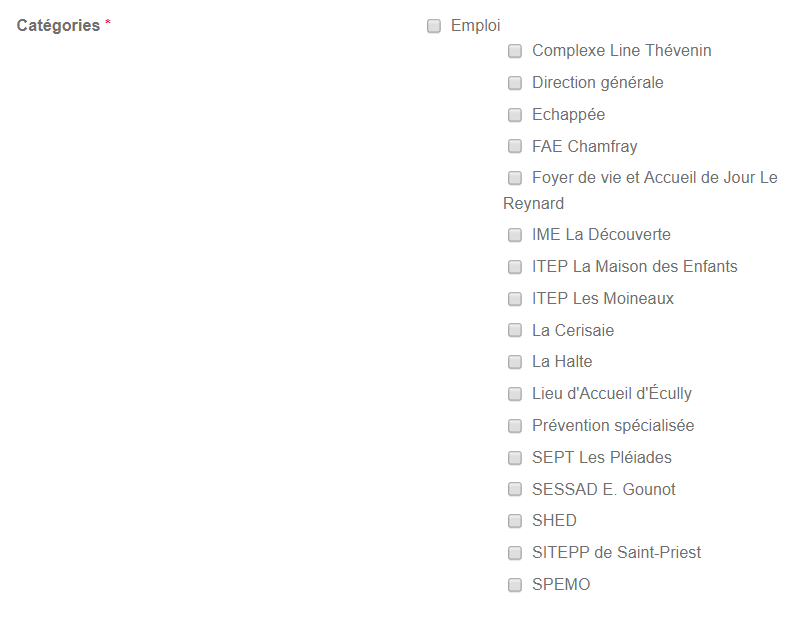 Catégories *
Emploi
Complexe Line Thévenin
Direction générale
Echappée
FAE Chamfray
Foyer de vie et Accueil de Jour Le
Reynard
IME La Découverte
ITEP La Maison des Enfants
ITEP Les Moineaux
La Cerisaie
La Halte
Lieu d'Accueil d'Écully
Prévention spécialisée
SEPT Les Pléiades
SESSAD E. Gounot
SHED
SITEPP de Saint-Priest
SPEMO